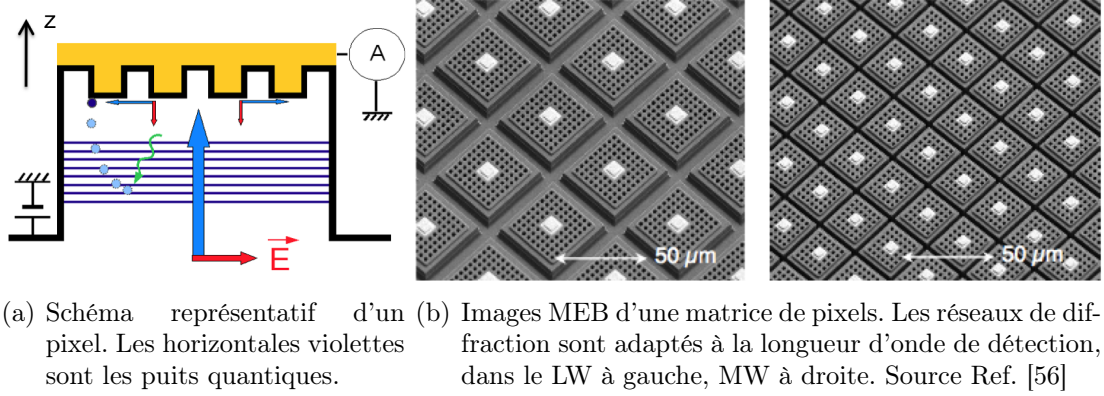 z
A
E
50 µm
50 µm
(a) Schéma représentatif d'un
pixel. Les horizontales violettes
sont les puits quantiques.
(b) Images MEB d'une matrice de pixels. Les réseaux de dif-
fraction sont adaptés à la longueur d'onde de détection,
dans le LW à gauche, MW à droite. Source Ref. [56]